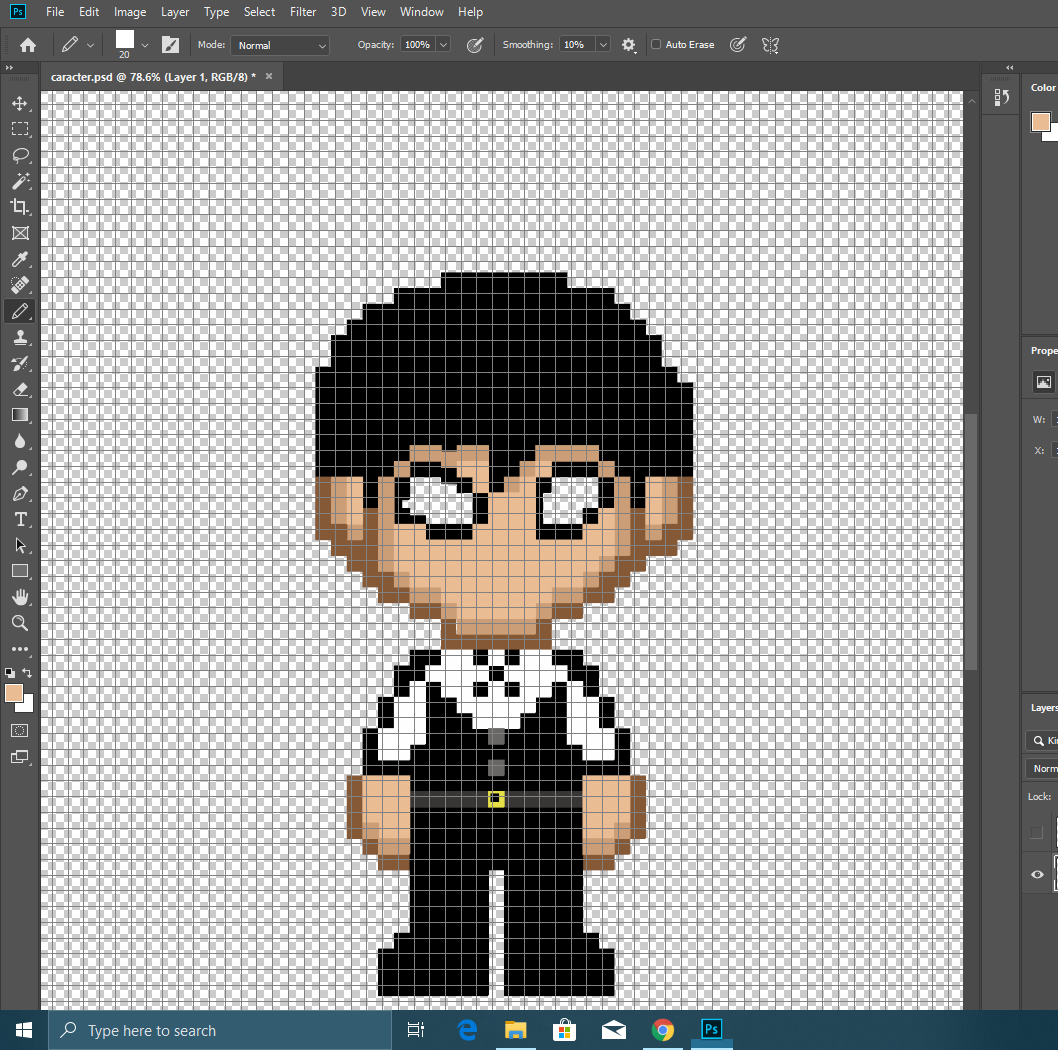 Ps File Edit Image Layer Type Select Filter 3D View Window Help
20 Mode: Normal Opacity: 100% Smoothing: 10% Auto Erase
caracter.psd @ 78.6% (Layer 1, RGB/8) * ×
Color
Prope
W:
X:
T
Layers
Norm
Lock:
Type here to search
Ps